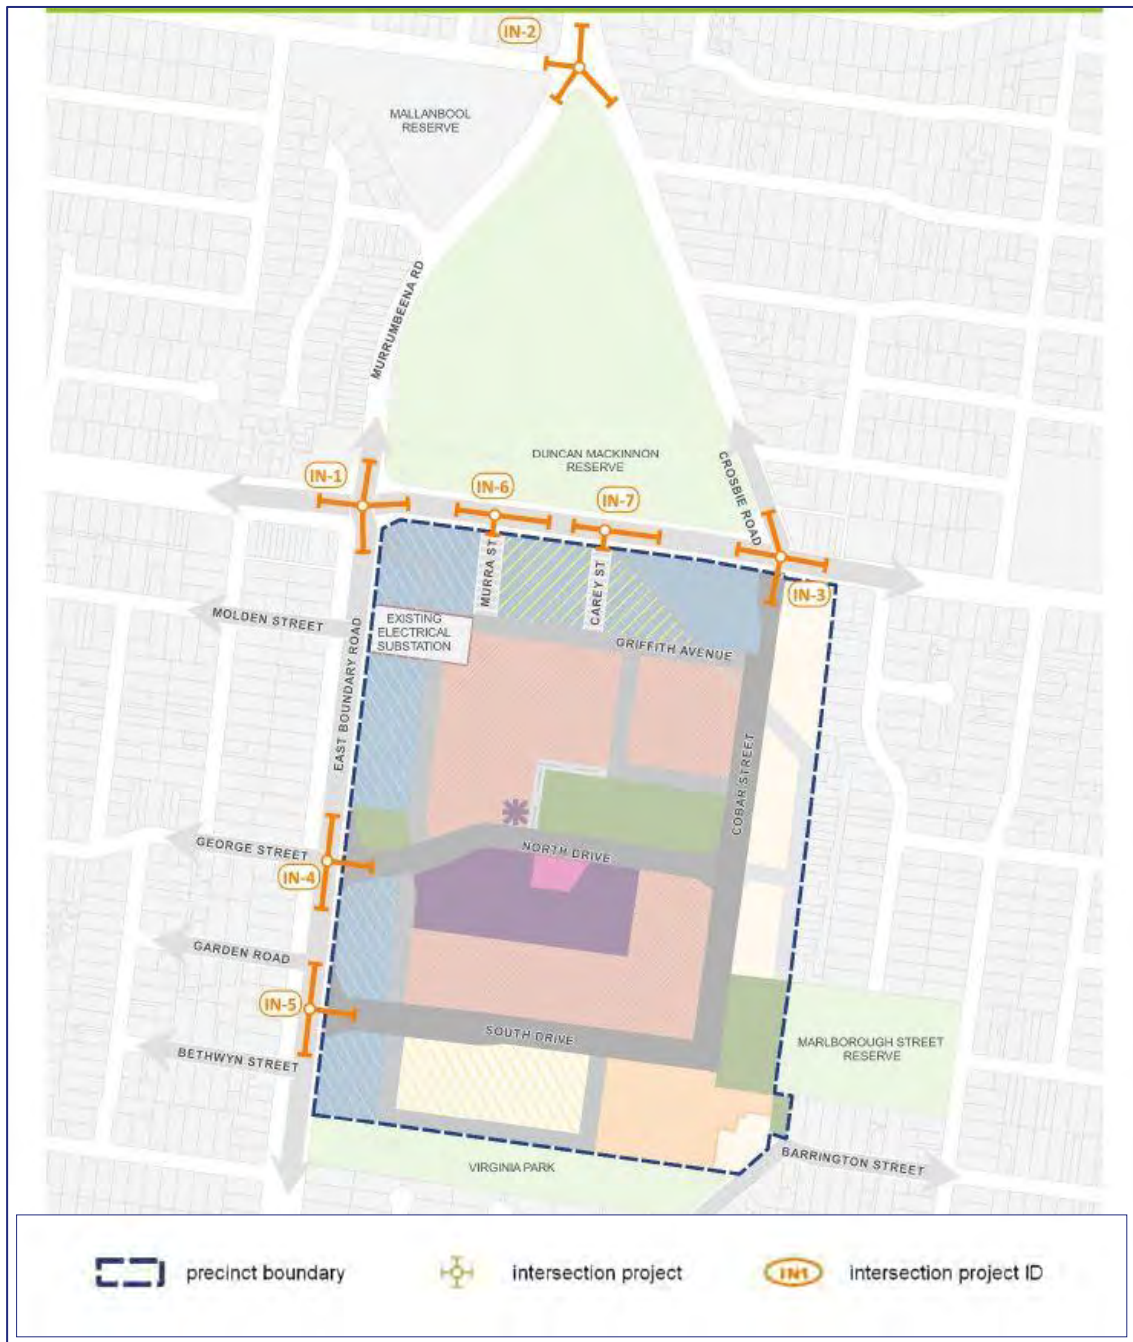 IN-2
MALLANBOOL
RESERVE
MURRUMBEENA RD
DUNCAN MACKINNON
RESERVE
CROSBIE ROAD
IN-1
IN-6
IN-7
IN-3
MURRA ST
CAREY ST
MOLDEN STREET
EXISTING
ELECTRICAL
SUBSTATION
GRIFFITH AVENUE
EAST BOUNDARY ROAD
COBAR STREET
GEORGE STREET
NORTH DRIVE
IN-4
GARDEN ROAD
IN-5
SOUTH DRIVE
MARLBOROUGH STREET
RESERVE
BETHWYN STREET
BARRINGTON STREET
VIRGINIA PARK
precinct boundary
intersection project
IN1
intersection project ID